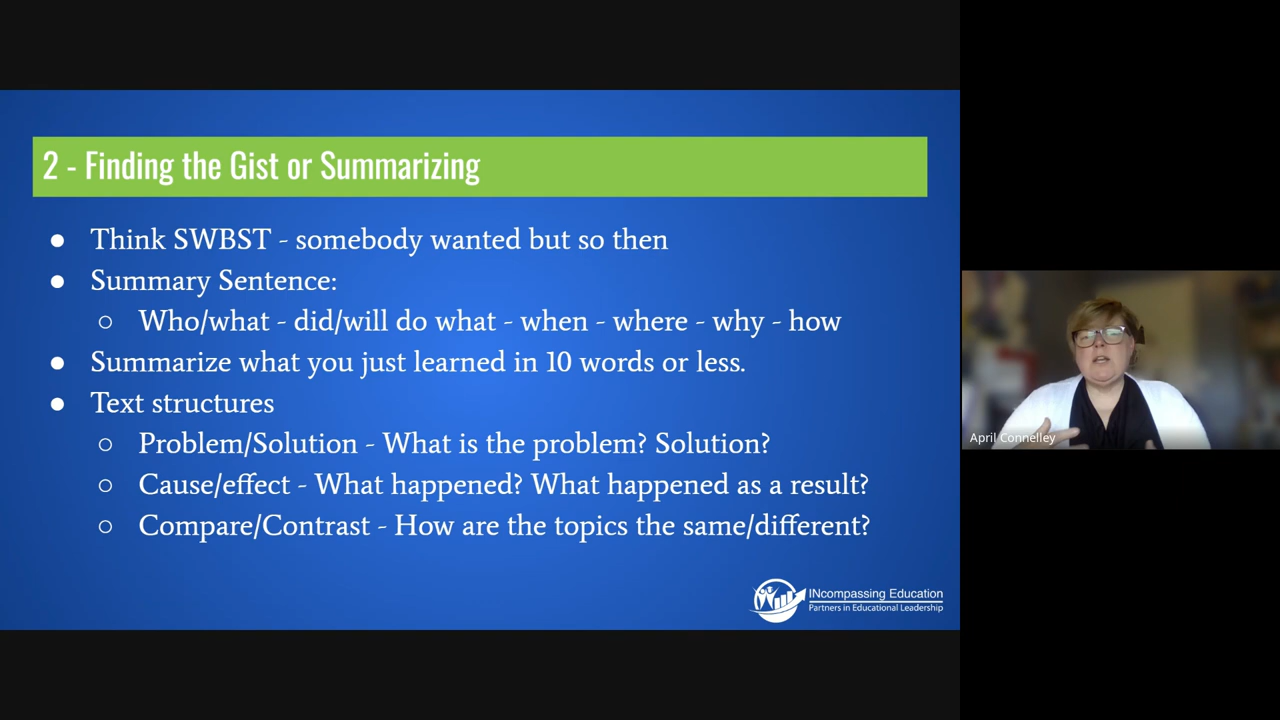 2 - Finding the Gist or Summarizing
● Think SWBST - somebody wanted but so then
● Summary Sentence:
○ Who/what - did/will do what - when - where - why - how
● Summarize what you just learned in 10 words or less.
● Text structures
○ Problem/Solution - What is the problem? Solution?
○ Cause/effect - What happened? What happened as a result?
○ Compare/Contrast - How are the topics the same/different?
INcompassing Education
Partners in Educational Leadership
April Connelley